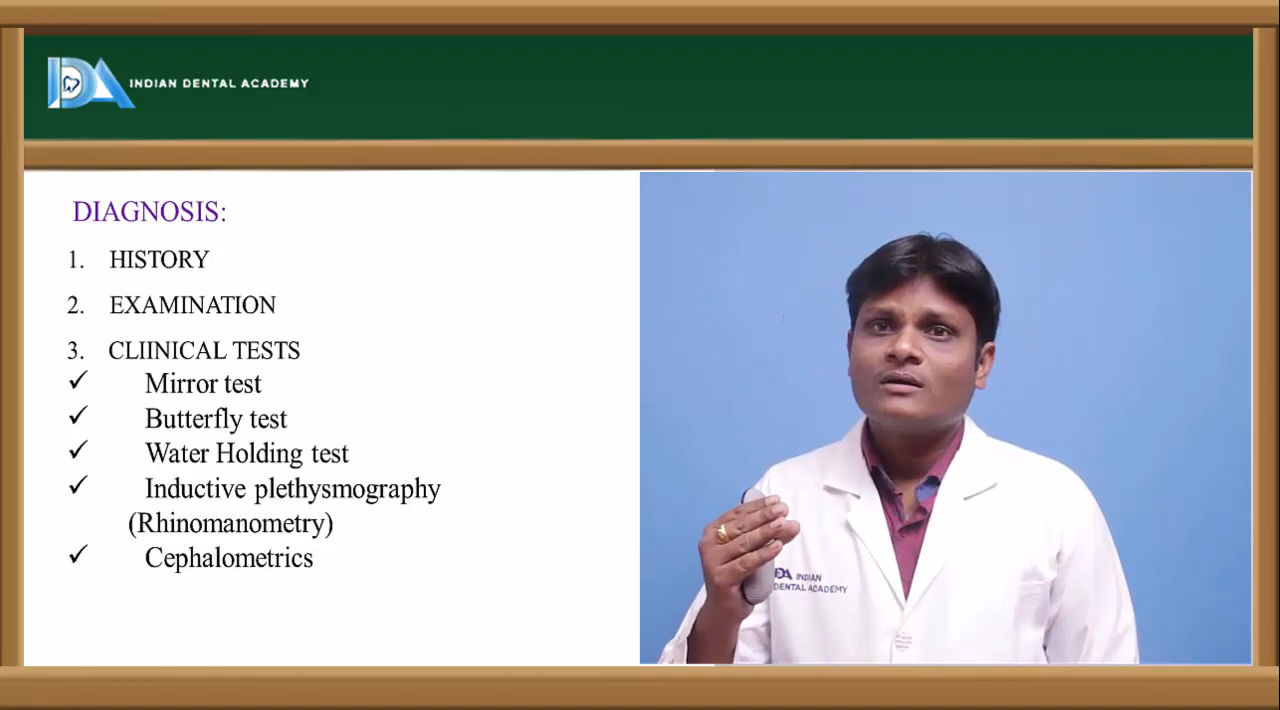 INDIAN DENTAL ACADEMY
DIAGNOSIS:
1. HISTORY
2. EXAMINATION
3. CLIINICAL TESTS
✓ Mirror test
✓ Butterfly test
✓ Water Holding test
✓ Inductive plethysmography
(Rhinomanometry)
✓ Cephalometrics
IDA INDIAN
DENTAL ACADEMY